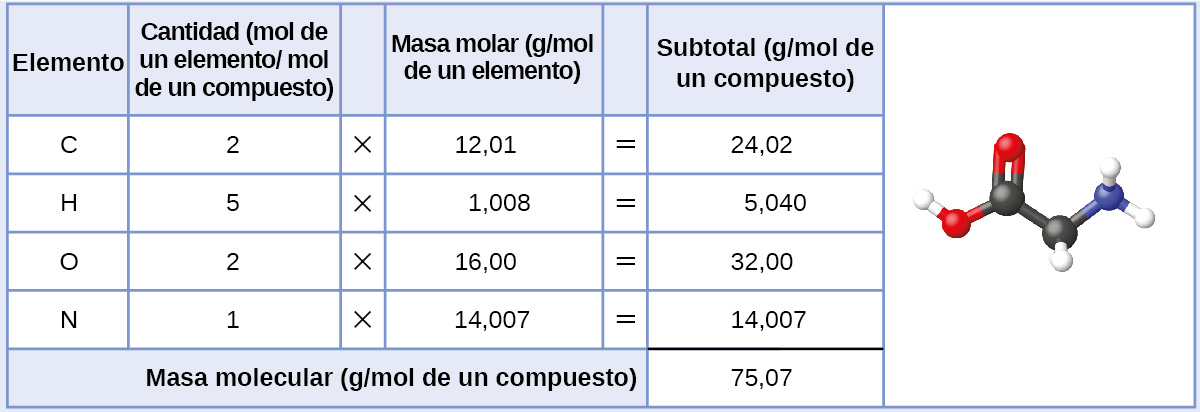 Elemento
Cantidad (mol de
un elemento/ mol
de un compuesto)
Masa molar (g/mol
de un elemento)
Subtotal (g/mol de
un compuesto)
C 2 × 12,01 = 24,02
H 5 × 1,008 = 5,040
O 2 × 16,00 = 32,00
N 1 × 14,007 = 14,007
Masa molecular (g/mol de un compuesto) 75,07